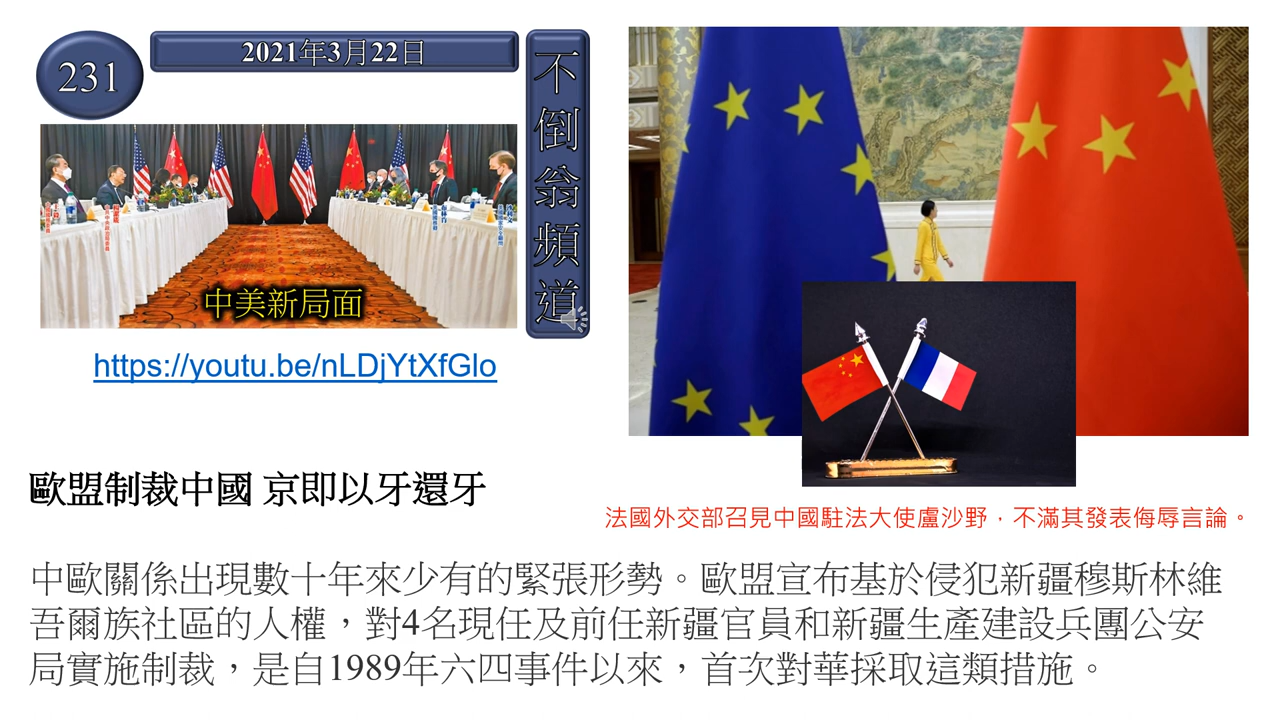 231
2021年3月22日
不倒翁頻道
中美新局面
https://youtu.be/nLDjYtXfGlo
歐盟制裁中國 京即以牙還牙
法國外交部召見中國駐法大使盧沙野，不滿其發表侮辱言論。
中歐關係出現數十年來少有的緊張形勢。歐盟宣布基於侵犯新疆穆斯林維
吾爾族社區的人權，對4名現任及前任新疆官員和新疆生產建設兵團公安
局實施制裁，是自1989年六四事件以來，首次對華採取這類措施。